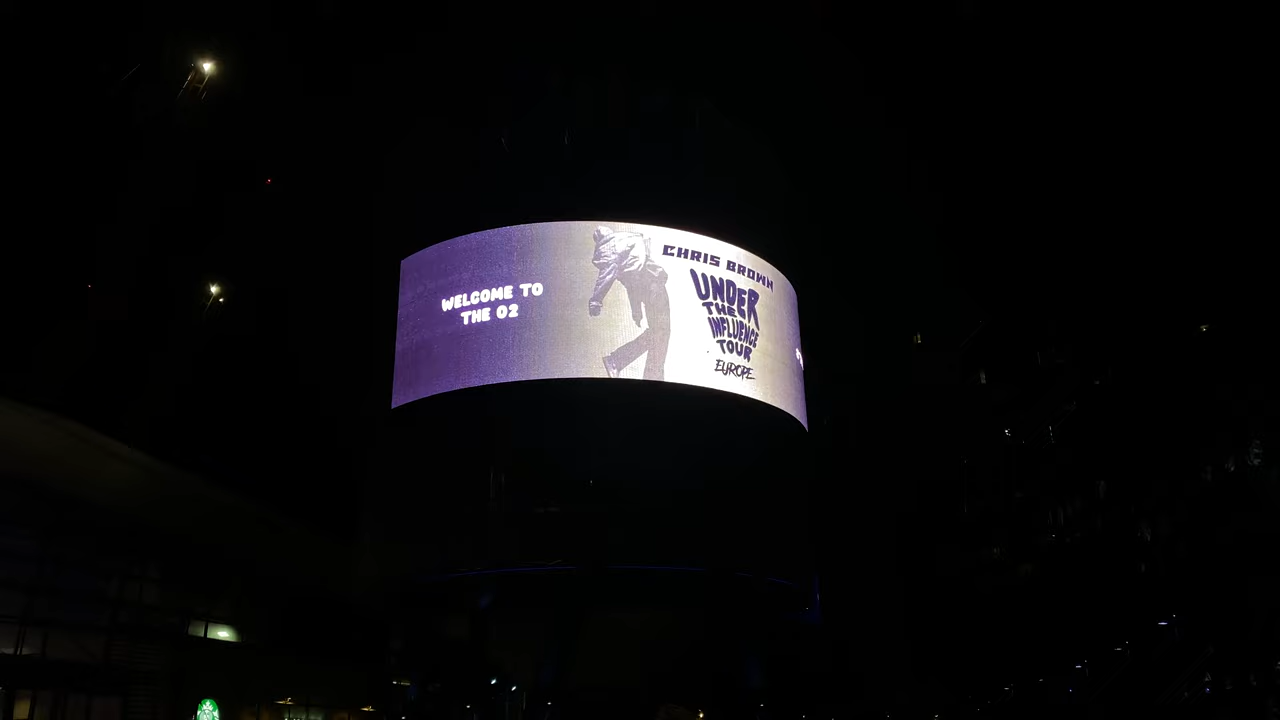 WELCOME TO
THE O2
CHRIS BROWN
UNDER
THE
INFLUENCE
TOUR
EUROPE